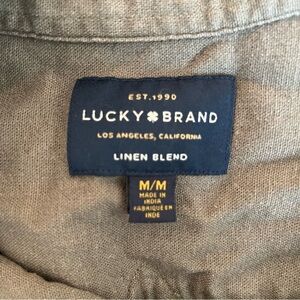 EST. 1990
LUCKY BRAND
LOS ANGELES, CALIFORNIA
LINEN BLEND
M/M
MADE IN
INDIA
FABRIQUÉ EN
INDE